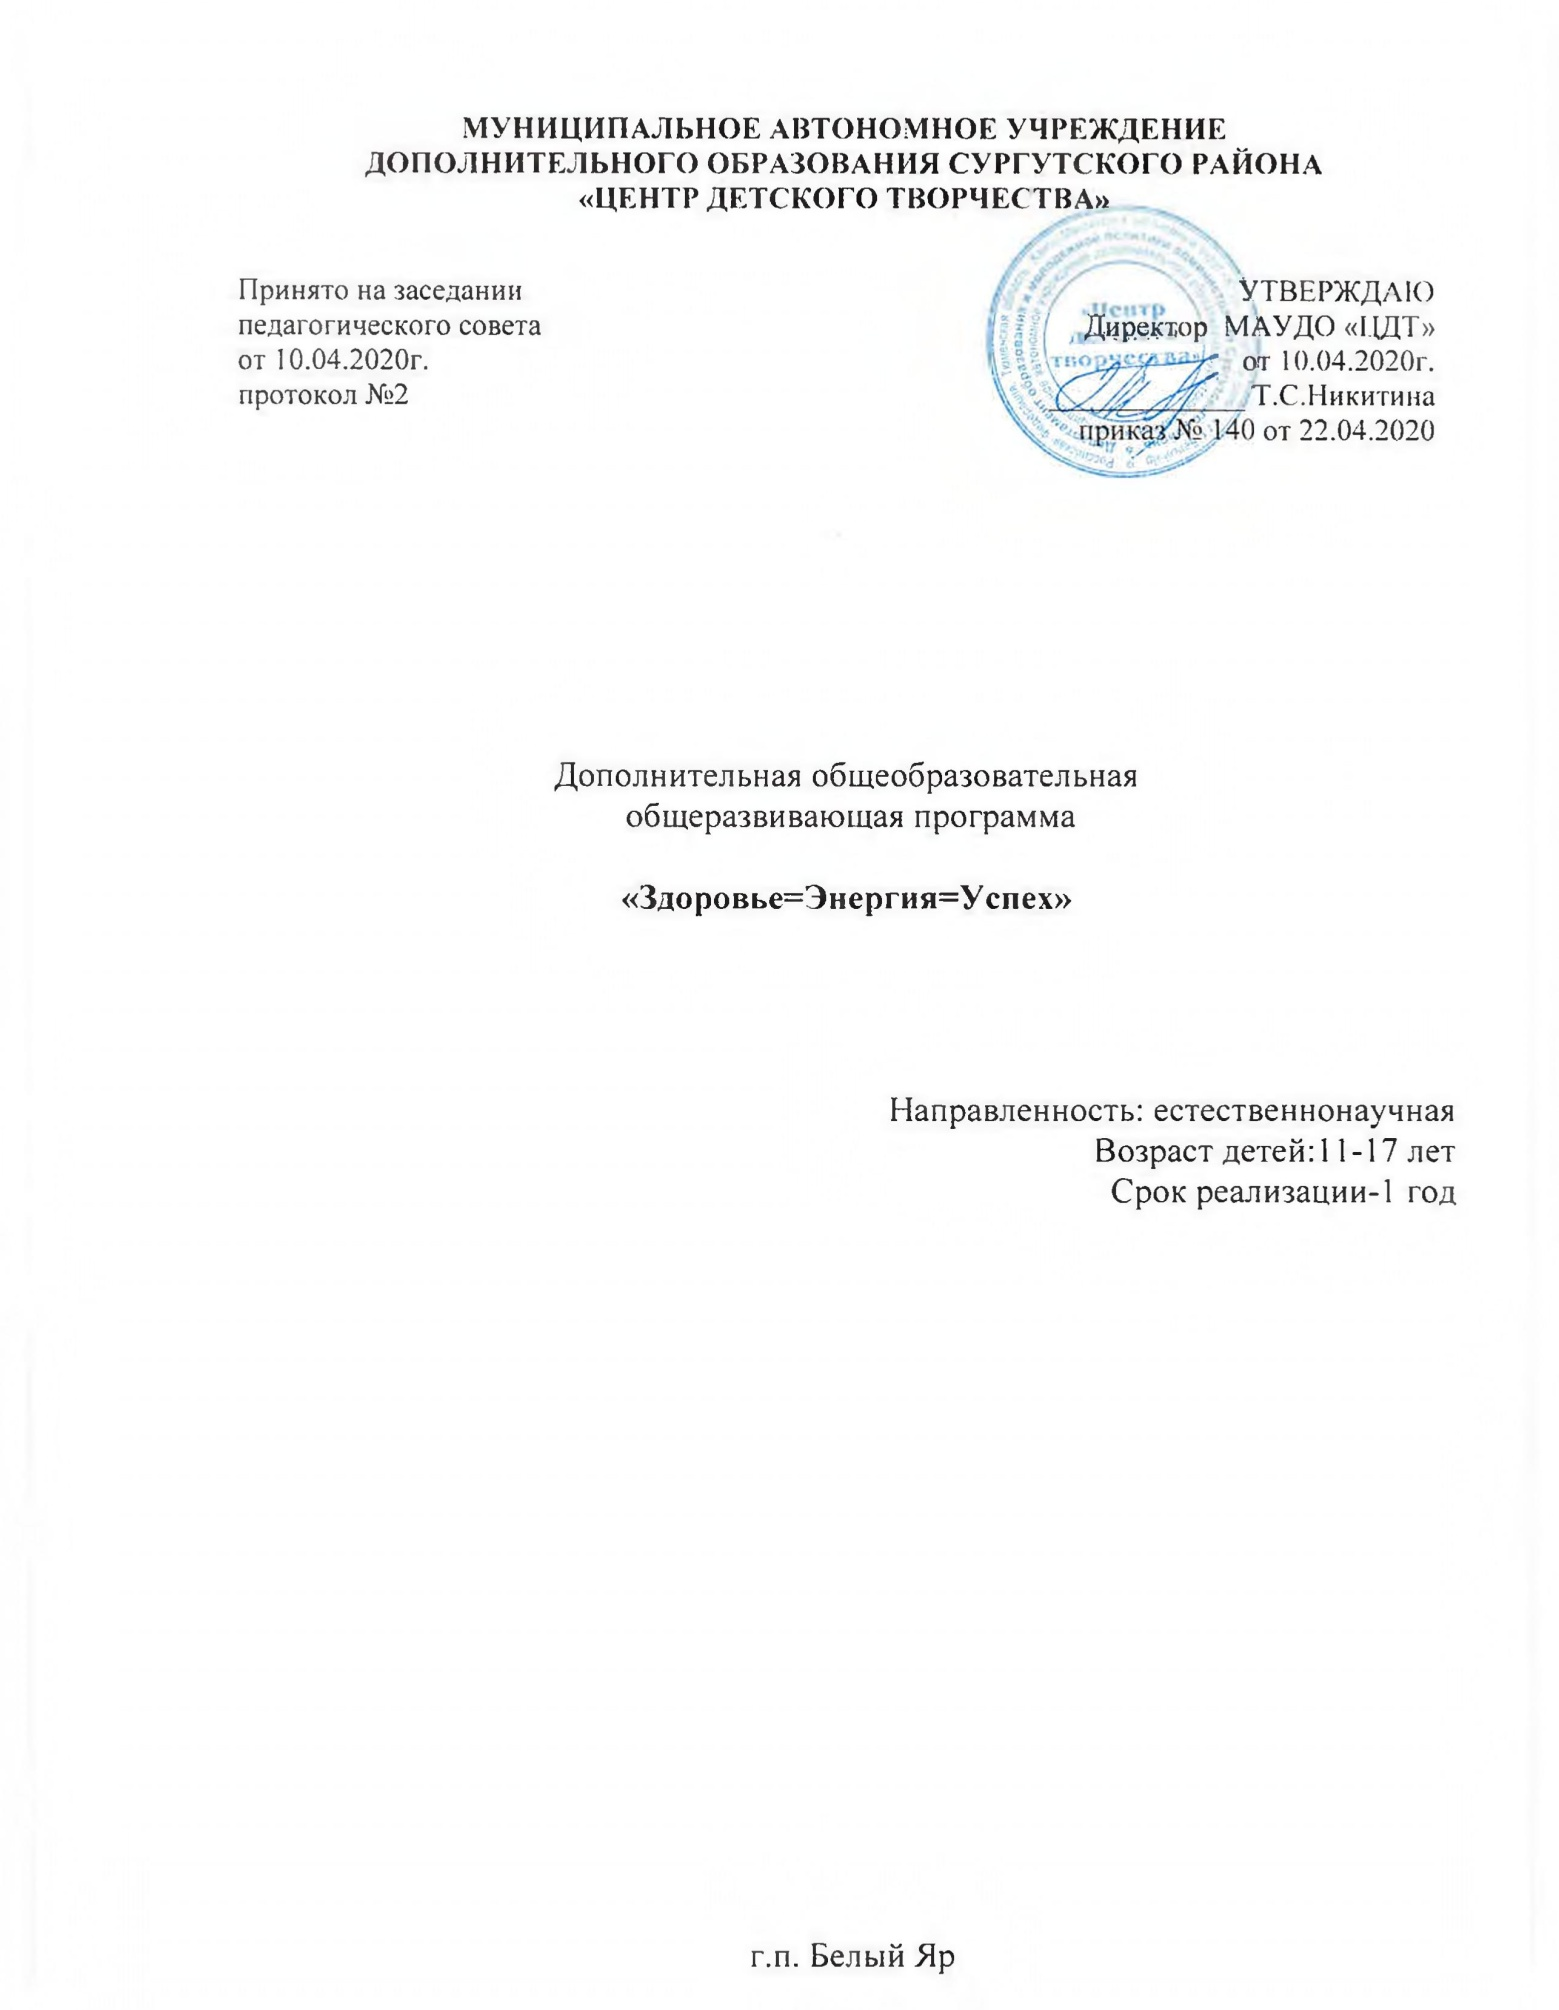 МУНИЦИПАЛЬНОЕ АВТОНОМНОЕ УЧРЕЖДЕНИЕ
ДОПОЛНИТЕЛЬНОГО ОБРАЗОВАНИЯ СУРГУТСКОГО РАЙОНА
«ЦЕНТР ДЕТСКОГО ТВОРЧЕСТВА»
Принято на заседании
педагогического совета
от 10.04.2020г.
протокол №2
УТВЕРЖДАЮ
Директор МАУДО «ЦДТ»
от 10.04.2020г.
Т.С.Никитина
приказ № 140 от 22.04.2020
«Центр
творчества»
Дополнительная общеобразовательная
общеразвивающая программа
«Здоровье=Энергия=Успех»
Направленность: естественнонаучная
Возраст детей:11-17 лет
Срок реализации-1 год
г.п. Белый Яр